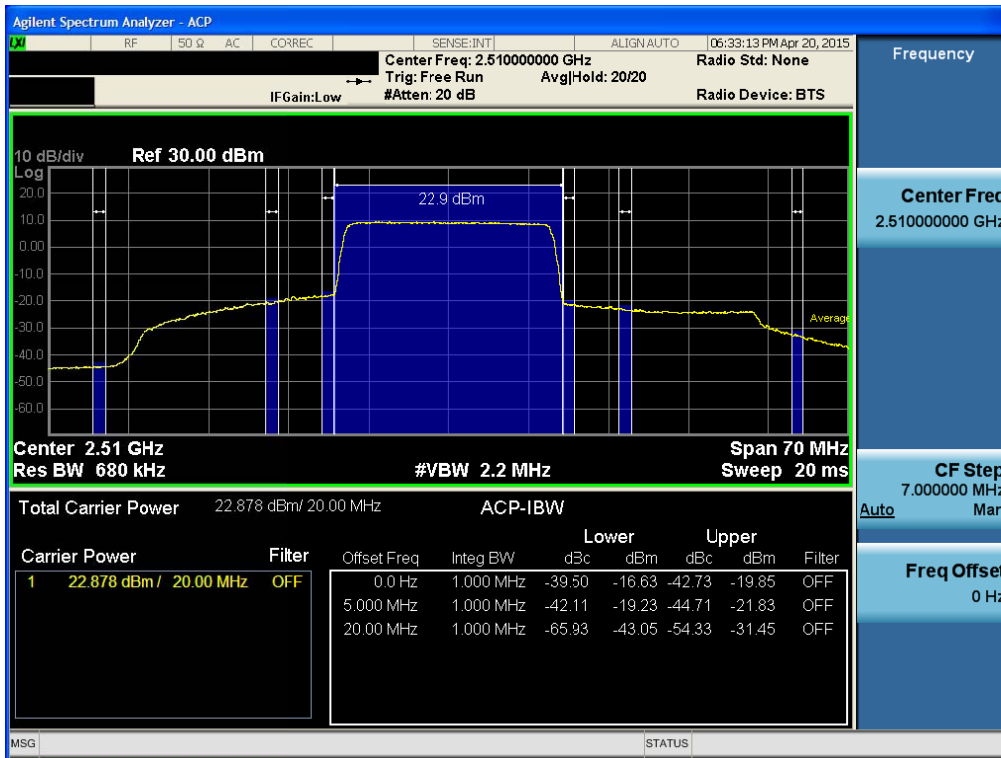 Agilent Spectrum Analyzer - ACP
LXI RF 50 Ω AC CORREC SENSE:INT ALIGN AUTO 06:33:13 PM Apr 20, 2015
Center Freq: 2.510000000 GHz Radio Std: None
Trig: Free Run Avg|Hold: 20/20
IFGain:Low #Atten: 20 dB Radio Device: BTS
10 dB/div Ref 30.00 dBm
Log
20.0
10.0
0.00
-10.0
-20.0
-30.0
-40.0
-50.0
-60.0
22.9 dBm
Average
Center 2.51 GHz Span 70 MHz
Res BW 680 kHz #VBW 2.2 MHz Sweep 20 ms
Total Carrier Power 22.878 dBm/ 20.00 MHz ACP-IBW
Lower Upper
Carrier Power Filter Offset Freq Integ BW dBc dBm dBc dBm Filter
1 22.878 dBm / 20.00 MHz OFF 0.0 Hz 1.000 MHz -39.50 -16.63 -42.73 -19.85 OFF
5.000 MHz 1.000 MHz -42.11 -19.23 -44.71 -21.83 OFF
20.00 MHz 1.000 MHz -65.93 -43.05 -54.33 -31.45 OFF
MSG STATUS
Frequency
Center Freq
2.510000000 GHz
CF Step
7.000000 MHz
Auto Man
Freq Offset
0 Hz